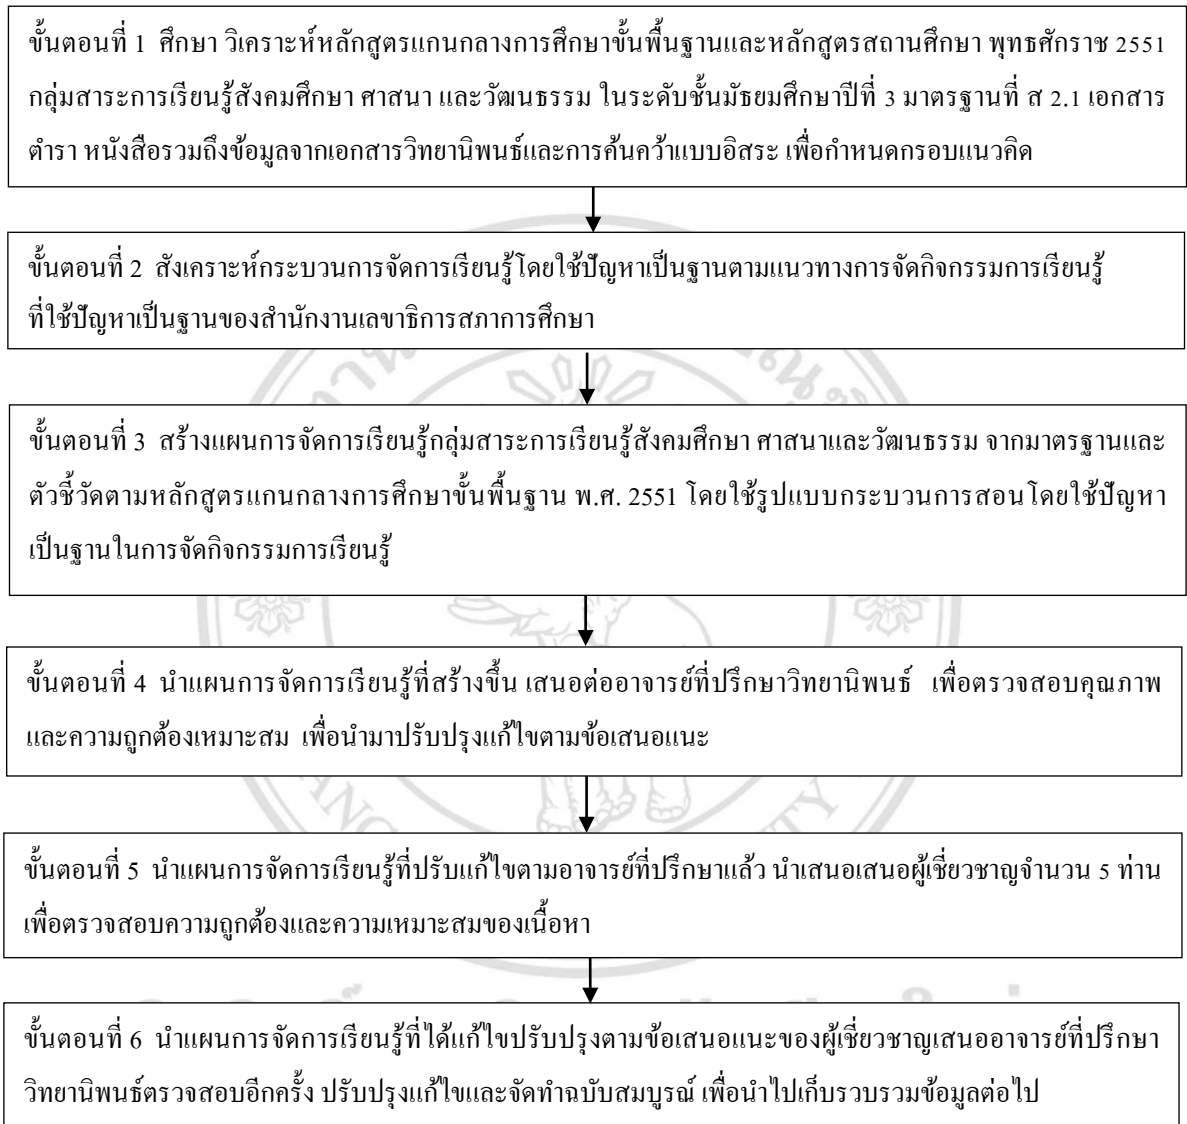 ขั้นตอนที่ 1 ศึกษา วิเคราะห์หลักสูตรแกนกลางการศึกษาขั้นพื้นฐานและหลักสูตรสถานศึกษา พุทธศักราช 2551
กลุ่มสาระการเรียนรู้สังคมศึกษา ศาสนา และวัฒนธรรม ในระดับชั้นมัธยมศึกษาปีที่ 3 มาตรฐานที่ ส 2.1 เอกสาร
ตำรา หนังสือรวมถึงข้อมูลจากเอกสารวิทยานิพนธ์และการค้นคว้าแบบอิสระ เพื่อกำหนดกรอบแนวคิด
ขั้นตอนที่ 2 สังเคราะห์กระบวนการจัดการเรียนรู้โดยใช้ปัญหาเป็นฐานตามแนวทางการจัดกิจกรรมการเรียนรู้
ที่ใช้ปัญหาเป็นฐานของสำนักงานเลขาธิการสภาการศึกษา
ขั้นตอนที่ 3 สร้างแผนการจัดการเรียนรู้กลุ่มสาระการเรียนรู้สังคมศึกษา ศาสนาและวัฒนธรรม จากมาตรฐานและ
ตัวชี้วัดตามหลักสูตรแกนกลางการศึกษาขั้นพื้นฐาน พ.ศ. 2551 โดยใช้รูปแบบกระบวนการสอนโดยใช้ปัญหา
เป็นฐานในการจัดกิจกรรมการเรียนรู้
ขั้นตอนที่ 4 นำแผนการจัดการเรียนรู้ที่สร้างขึ้น เสนอต่ออาจารย์ที่ปรึกษาวิทยานิพนธ์ เพื่อตรวจสอบคุณภาพ
และความถูกต้องเหมาะสม เพื่อนำมาปรับปรุงแก้ไขตามข้อเสนอแนะ
ขั้นตอนที่ 5 นำแผนการจัดการเรียนรู้ที่ปรับแก้ไขตามอาจารย์ที่ปรึกษาแล้ว นำเสนอเสนอผู้เชี่ยวชาญจำนวน 5 ท่าน
เพื่อตรวจสอบความถูกต้องและความเหมาะสมของเนื้อหา
ขั้นตอนที่ 6 นำแผนการจัดการเรียนรู้ที่ได้แก้ไขปรับปรุงตามข้อเสนอแนะของผู้เชี่ยวชาญเสนออาจารย์ที่ปรึกษา
วิทยานิพนธ์ตรวจสอบอีกครั้ง ปรับปรุงแก้ไขและจัดทำฉบับสมบูรณ์ เพื่อนำไปเก็บรวบรวมข้อมูลต่อไป